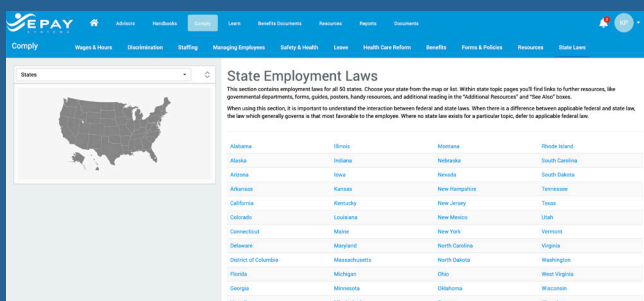 EPAY
SYSTEMS
Advisors Handbooks Comply Learn Benefits Documents Resources Reports Documents
KP
Comply Wages & Hours Discrimination Staffing Managing Employees Safety & Health Leave Health Care Reform Benefits Forms & Policies Resources State Laws
States
State Employment Laws
This section contains employment laws for all 50 states. Choose your state from the map or list. Within state topic pages you'll find links to further resources, like
governmental departments, forms, guides, posters, handy resources, and additional reading in the "Additional Resources" and "See Also" boxes.
When using this section, it is important to understand the interaction between federal and state laws. When there is a difference between applicable federal and state law,
the law which generally governs is that most favorable to the employee. Where no state law exists for a particular topic, defer to applicable federal law.
Alabama Illinois Montana Rhode Island
Alaska Indiana Nebraska South Carolina
Arizona Iowa Nevada South Dakota
Arkansas Kansas New Hampshire Tennessee
California Kentucky New Jersey Texas
Colorado Louisiana New Mexico Utah
Connecticut Maine New York Vermont
Delaware Maryland North Carolina Virginia
District of Columbia Massachusetts North Dakota Washington
Florida Michigan Ohio West Virginia
Georgia Minnesota Oklahoma Wisconsin